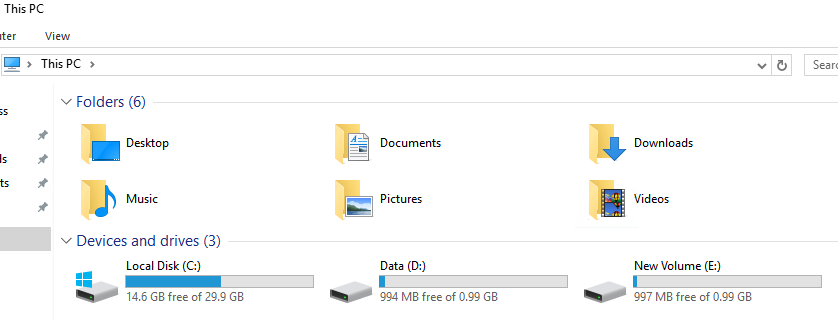 This PC
uter View
This PC Searc
ss
Folders (6)
Desktop Documents Downloads
ls
ts
Music Pictures Videos
Devices and drives (3)
Local Disk (C:) Data (D:) New Volume (E:)
14.6 GB free of 29.9 GB 994 MB free of 0.99 GB 997 MB free of 0.99 GB